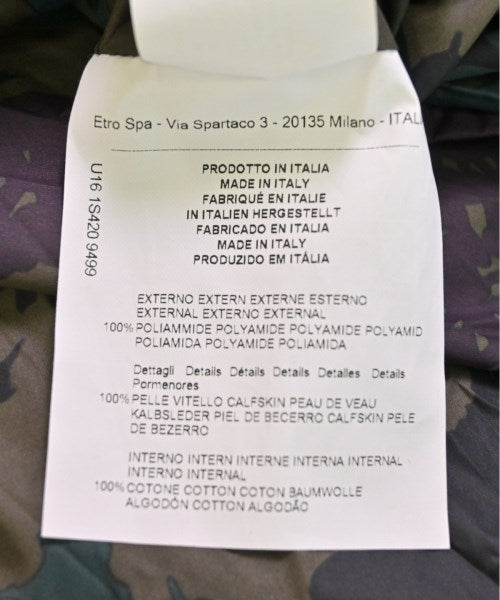 Etro Spa - Via Spartaco 3 - 20135 Milano - ITAL
U16 1S420 9499
PRODOTTO IN ITALIA
MADE IN ITALY
FABRIQUÉ EN ITALIE
IN ITALIEN HERGESTELLT
FABRICADO EN ITALIA
MADE IN ITALY
PRODUZIDO EM ITÁLIA
EXTERNO EXTERN EXTERNE ESTERNO
EXTERNAL EXTERNO EXTERNAL
100% POLIAMMIDE POLYAMIDE POLYAMIDE POLYAMID
POLIAMIDA POLYAMIDE POLIAMIDA
Dettagli Details Détails Details Detalles Details
Pormenores
100% PELLE VITELLO CALFSKIN PEAU DE VEAU
KALBSLEDER PIEL DE BECERRO CALFSKIN PELE
DE BEZERRO
INTERNO INTERN INTERNE INTERNA INTERNAL
INTERNO INTERNAL
100% COTONE COTTON COTON BAUMWOLLE
ALGODÓN COTTON ALGODÃO